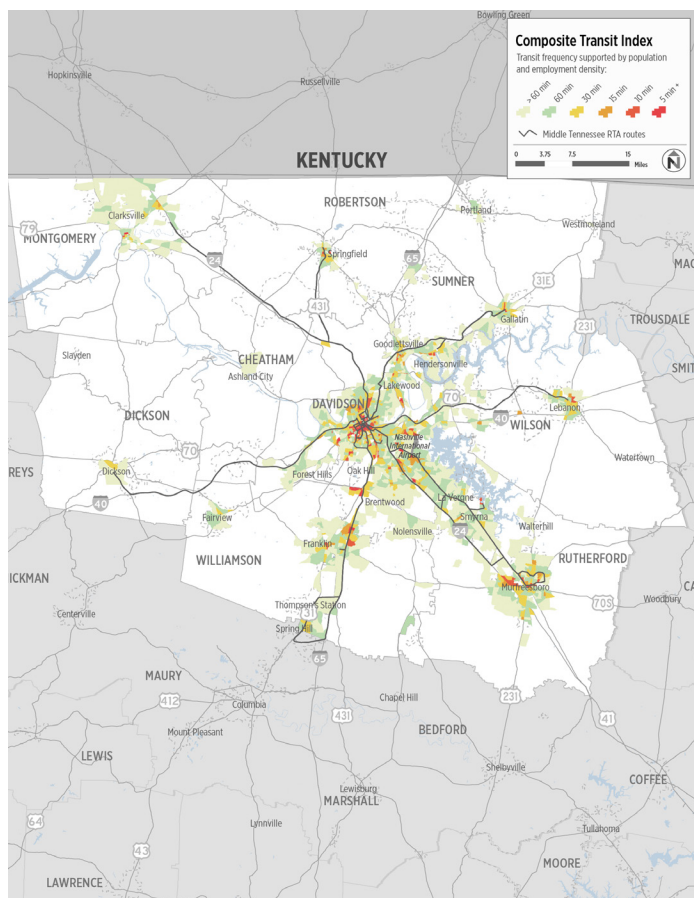 Bowling Green
Composite Transit Index
Transit frequency supported by population
and employment density:
> 60 min
60 min
30 min
15 min
10 min
5 min +
Middle Tennessee RTA routes
0 3.75 7.5 15
Miles
N
Hopkinsville
Russellville
KENTUCKY
ROBERTSON
Clarksville
Portland
Westmoreland
79
MONTGOMERY
24
Springfield
65
SUMNER
31E
431
Gallatin
231
TROUSDALE
Slayden
CHEATHAM
Ashland City
Goodlettsville
Hendersonville
Lakewood
DICKSON
DAVIDSON
70
40
Lebanon
WILSON
Nashville
International
Airport
70
Watertown
Dickson
Forest Hills
Oak Hill
40
Brentwood
La Vergne
Smyrna
Fairview
Nolensville
24
Walterhill
Franklin
WILLIAMSON
RUTHERFORD
Murfreesboro
Thompson's Station
31
Spring Hill
70S
Woodbury
Centerville
65
MAURY
412
Columbia
431
Chapel Hill
231
41
Mount Pleasant
BEDFORD
LEWIS
Shelbyville
COFFEE
Lewisburg
MARSHALL
64
Lynnville
43
Tullahoma
MOORE
LAWRENCE